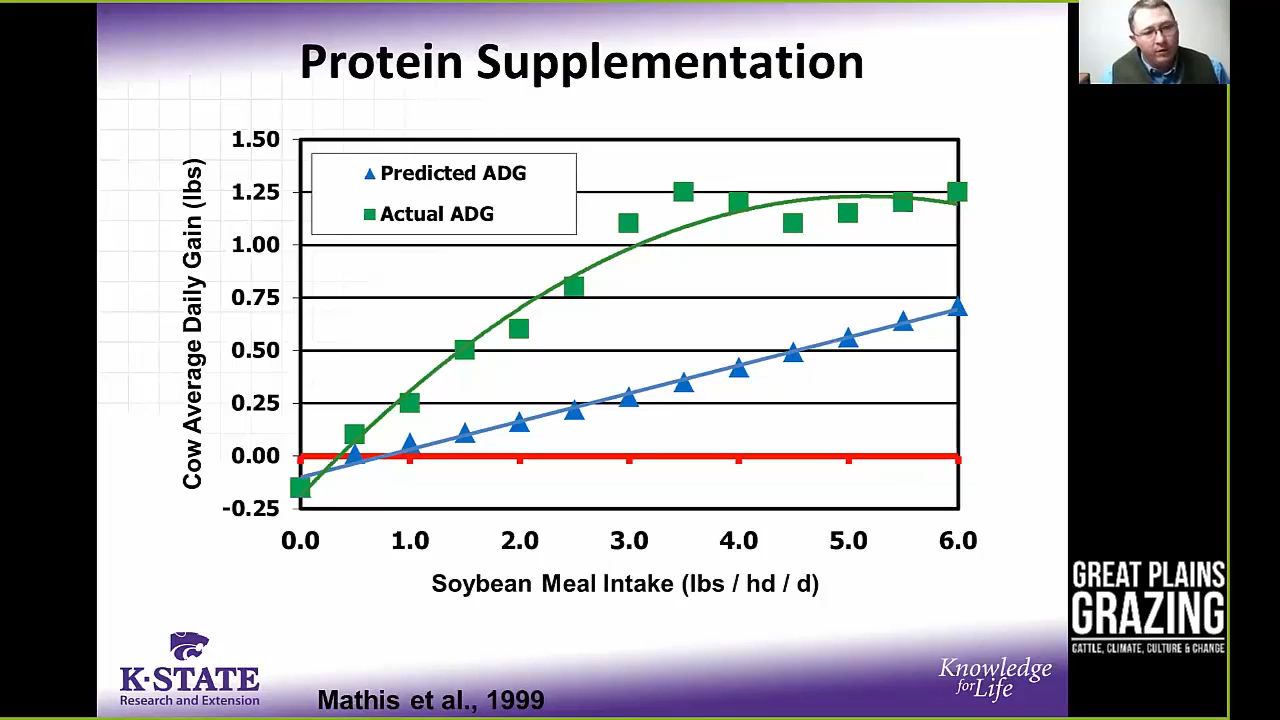 Protein Supplementation
Cow Average Daily Gain (lbs)
1.50
1.25
1.00
0.75
0.50
0.25
0.00
-0.25
Predicted ADG
Actual ADG
0.0 1.0 2.0 3.0 4.0 5.0 6.0
Soybean Meal Intake (lbs / hd / d)
K-STATE
Research and Extension
Mathis et al., 1999
Knowledge
for Life
GREAT PLAINS
GRAZING
CATTLE, CLIMATE, CULTURE & CHANGE